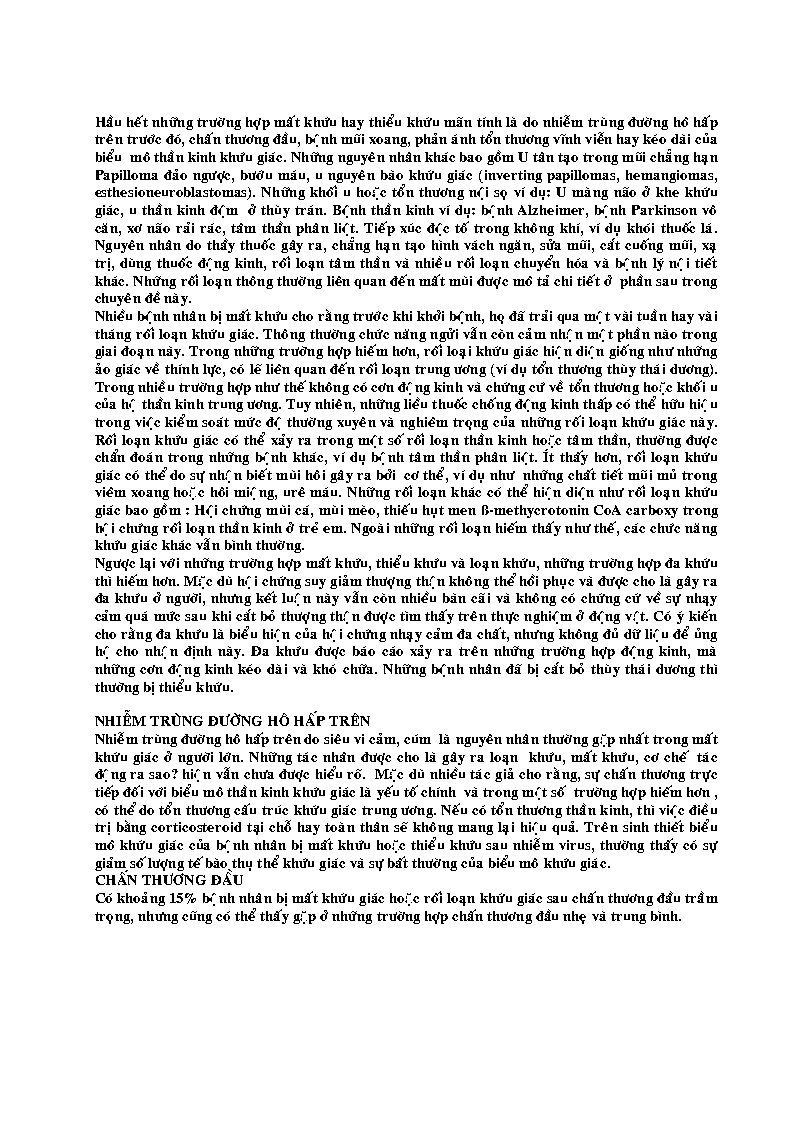 Hầu hết những trường hợp mất khứu hay thiểu khứu mãn tính là do nhiễm trùng đường hô hấp
trên trước đó, chấn thương đầu, bệnh mũi xoang, phản ánh tổn thương vĩnh viễn hay kéo dài của
biểu mô thần kinh khứu giác. Những nguyên nhân khác bao gồm U tân tạo trong mũi chẳng hạn
Papilloma đảo ngược, bướu máu, u nguyên bào khứu giác (inverting papillomas, hemangiomas,
esthesioneuroblastomas). Những khối u hoặc tổn thương nội sọ ví dụ: U màng não ở khe khứu
giác, u thần kinh đệm ở thùy trán. Bệnh thần kinh ví dụ: bệnh Alzheimer, bệnh Parkinson vô
căn, xơ não rải rác, tâm thần phân liệt. Tiếp xúc độc tố trong không khí, ví dụ khói thuốc lá.
Nguyên nhân do thầy thuốc gây ra, chẳng hạn tạo hình vách ngăn, sửa mũi, cắt cuống mũi, xạ
trị, dùng thuốc động kinh, rối loạn tâm thần và nhiều rối loạn chuyển hóa và bệnh lý nội tiết
khác. Những rối loạn thông thường liên quan đến mất mùi được mô tả chi tiết ở phần sau trong
chuyên đề này.
Nhiều bệnh nhân bị mất khứu cho rằng trước khi khởi bệnh, họ đã trải qua một vài tuần hay vài
tháng rối loạn khứu giác. Thông thường chức năng ngửi vẫn còn cảm nhận một phần nào trong
giai đoạn này. Trong những trường hợp hiếm hơn, rối loại khứu giác hiện diện giống như những
ảo giác về thính lực, có lẽ liên quan đến rối loạn trung ương (ví dụ tổn thương thùy thái dương).
Trong nhiều trường hợp như thế không có cơn động kinh và chứng cứ về tổn thương hoặc khối u
của hệ thần kinh trung ương. Tuy nhiên, những liều thuốc chống động kinh thấp có thể hữu hiệu
trong việc kiểm soát mức độ thường xuyên và nghiêm trọng của những rối loạn khứu giác này.
Rối loạn khứu giác có thể xảy ra trong một số rối loạn thần kinh hoặc tâm thần, thường được
chẩn đoán trong những bệnh khác, ví dụ bệnh tâm thần phân liệt. Ít thấy hơn, rối loạn khứu
giác có thể do sự nhận biết mùi hôi gây ra bởi cơ thể, ví dụ như những chất tiết mũi mủ trong
viêm xoang hoặc hôi miệng, urê máu. Những rối loạn khác có thể hiện diện như rối loạn khứu
giác bao gồm : Hội chứng mùi cá, mùi mèo, thiếu hụt men ß-methycrotonin CoA carboxy trong
hội chứng rối loạn thần kinh ở trẻ em. Ngoài những rối loạn hiếm thấy như thế, các chức năng
khứu giác khác vẫn bình thường.
Ngược lại với những trường hợp mất khứu, thiểu khứu và loạn khứu, những trường hợp đa khứu
thì hiếm hơn. Mặc dù hội chứng suy giảm thượng thận không thể hồi phục và được cho là gây ra
đa khứu ở người, nhưng kết luận này vẫn còn nhiều bàn cãi và không có chứng cứ về sự nhạy
cảm quá mức sau khi cắt bỏ thượng thận được tìm thấy trên thực nghiệm ở động vật. Có ý kiến
cho rằng đa khứu là biểu hiện của hội chứng nhạy cảm đa chất, nhưng không đủ dữ liệu để ủng
hộ cho nhận định này. Đa khứu được báo cáo xảy ra trên những trường hợp động kinh, mà
những cơn động kinh kéo dài và khó chữa. Những bệnh nhân đã bị cắt bỏ thùy thái dương thì
thường bị thiểu khứu.
NHIỄM TRÙNG ĐƯỜNG HÔ HẤP TRÊN
Nhiễm trùng đường hô hấp trên do siêu vi cảm, cúm là nguyên nhân thường gặp nhất trong mất
khứu giác ở người lớn. Những tác nhân được cho là gây ra loạn khứu, mất khứu, cơ chế tác
động ra sao? hiện vẫn chưa được hiểu rõ. Mặc dù nhiều tác giả cho rằng, sự chấn thương trực
tiếp đối với biểu mô thần kinh khứu giác là yếu tố chính và trong một số trường hợp hiếm hơn ,
có thể do tổn thương cấu trúc khứu giác trung ương. Nếu có tổn thương thần kinh, thì việc điều
trị bằng corticosteroid tại chỗ hay toàn thân sẽ không mang lại hiệu quả. Trên sinh thiết biểu
mô khứu giác của bệnh nhân bị mất khứu hoặc thiểu khứu sau nhiễm virus, thường thấy có sự
giảm số lượng tế bào thụ thể khứu giác và sự bất thường của biểu mô khứu giác.
CHẤN THƯƠNG ĐẦU
Có khoảng 15% bệnh nhân bị mất khứu giác hoặc rối loạn khứu giác sau chấn thương đầu trầm
trọng, nhưng cũng có thể thấy gặp ở những trường hợp chấn thương đầu nhẹ và trung bình.